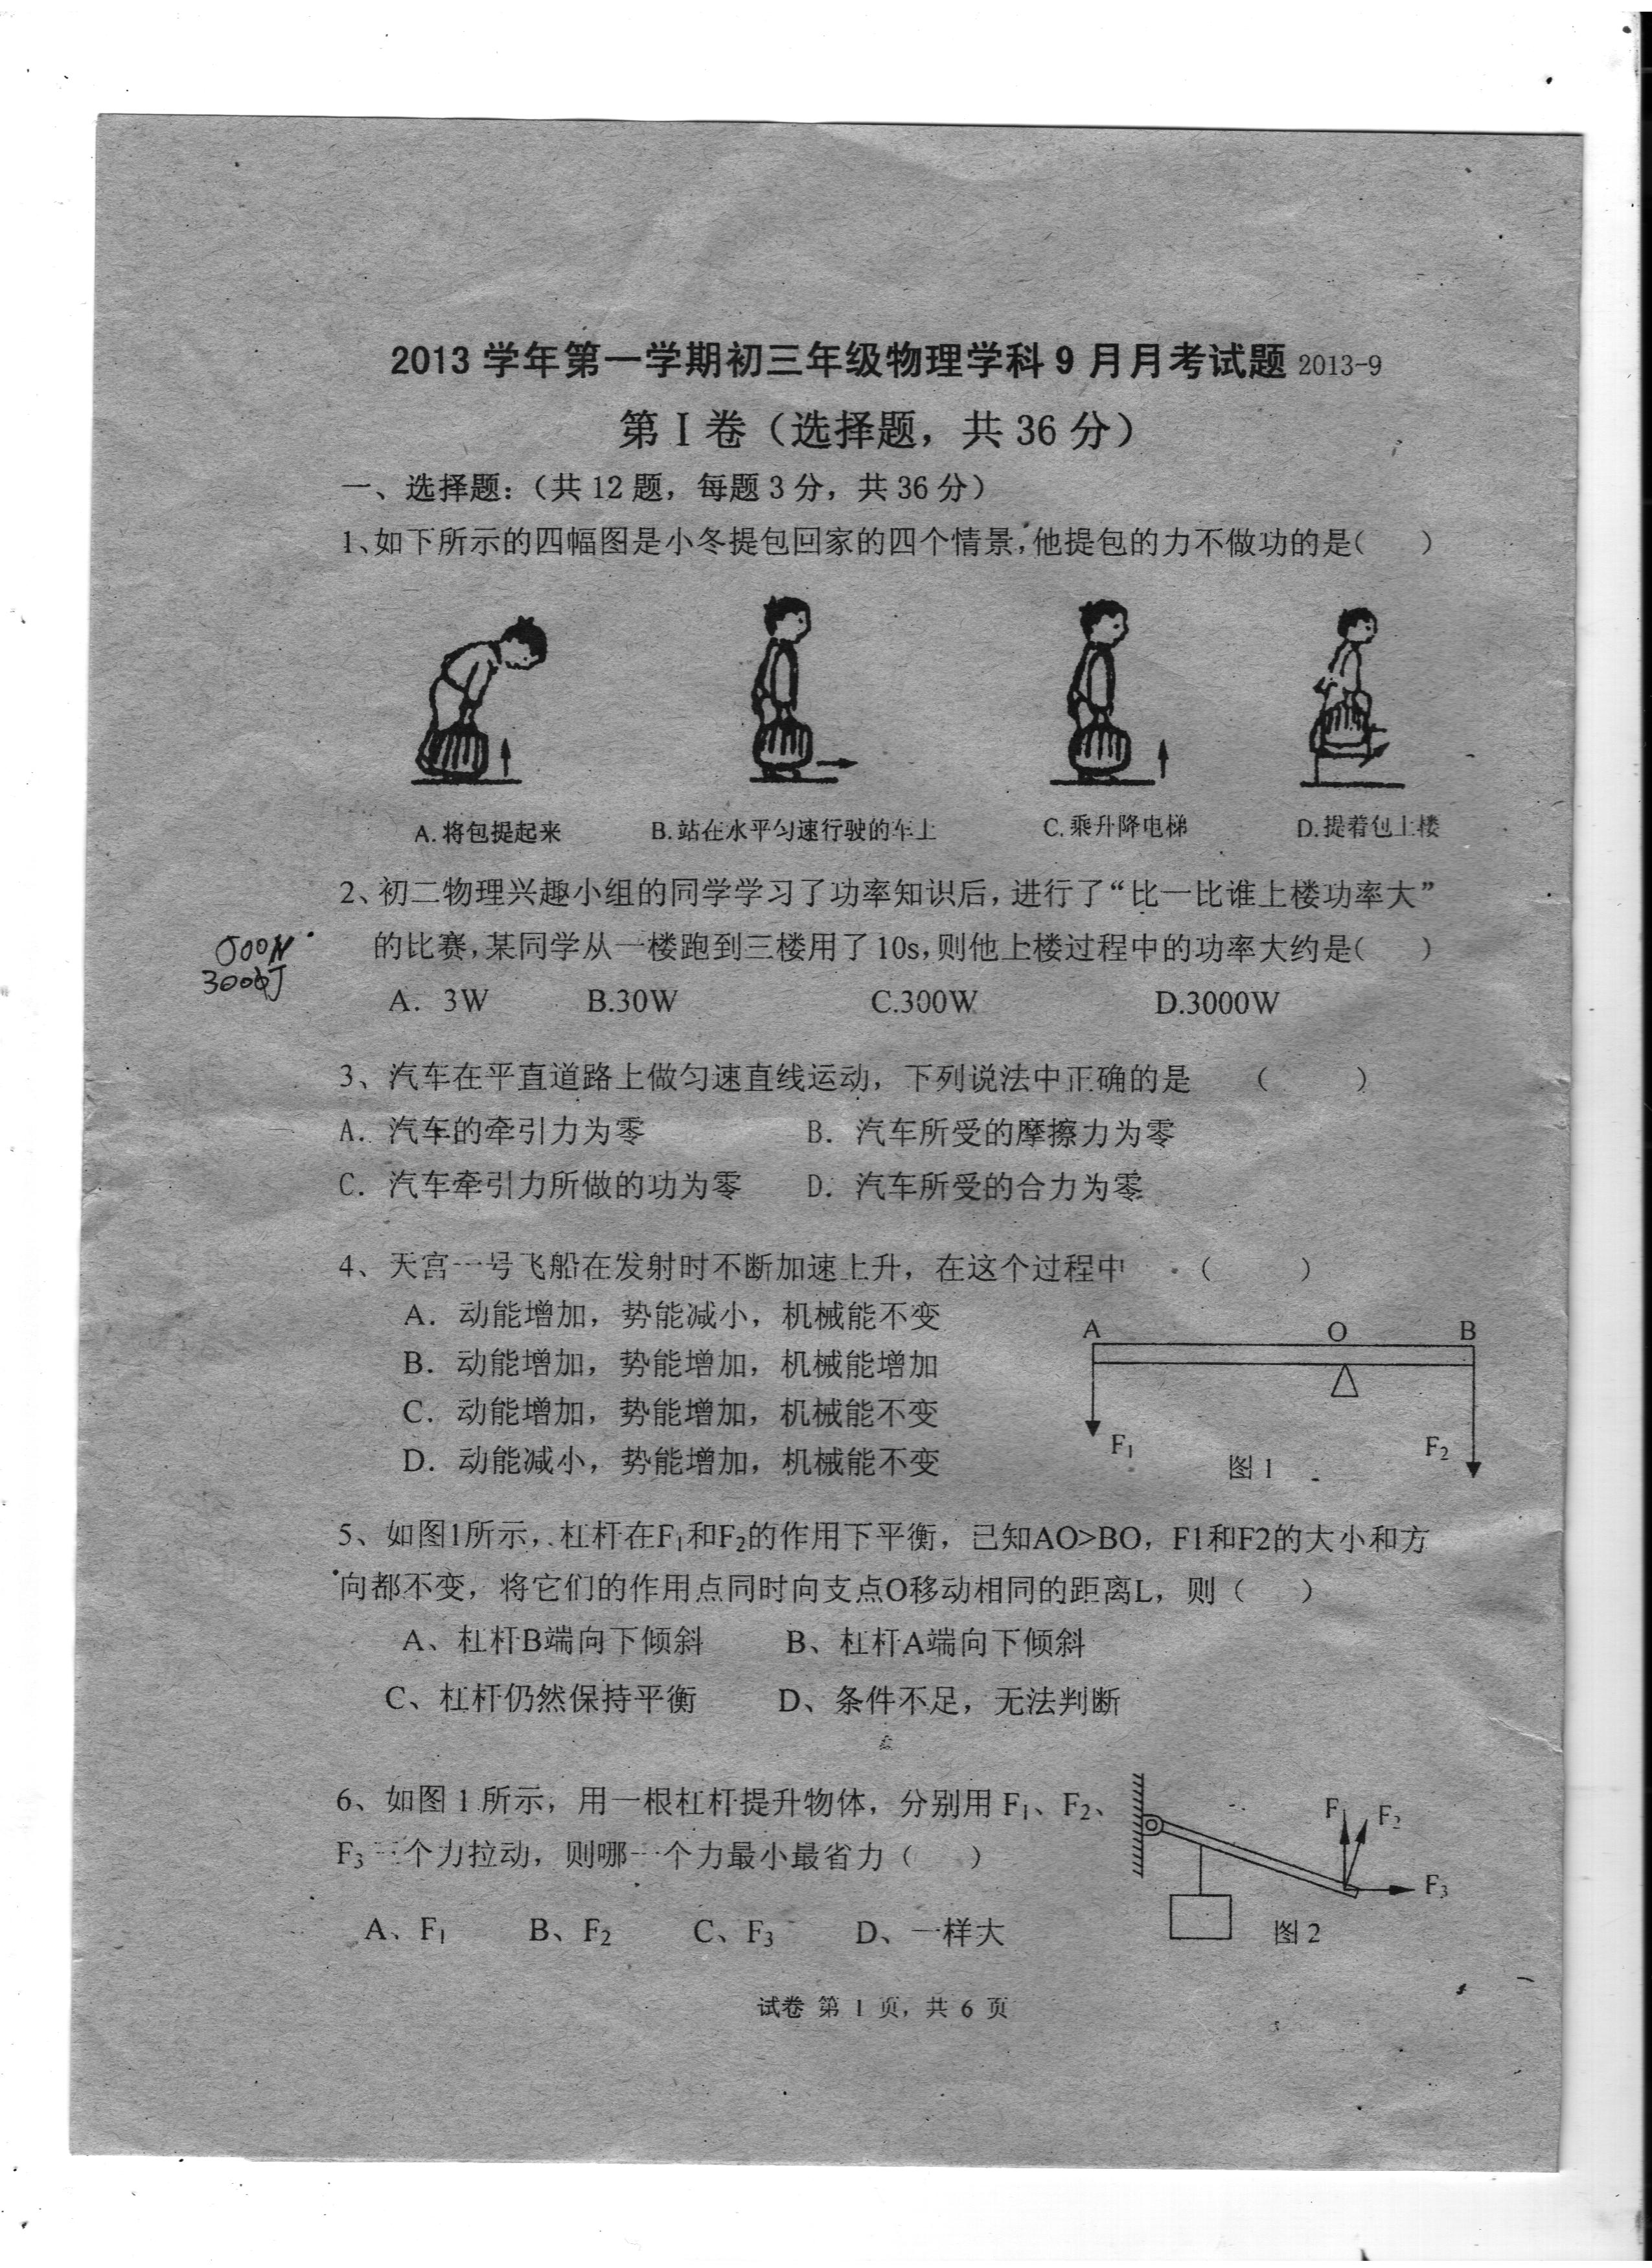 2013 学年第一学期初三年级物理学科 9 月月考试题 2013-9
第 I 卷（选择题，共 36 分）
一、选择题：（共 12 题，每题 3 分，共 36 分）
1、如下所示的四幅图是小冬提包回家的四个情景，他提包的力不做功的是(　　)
A.将包提起来　B.站在水平匀速行驶的车上　C.乘升降电梯　D.提着包上楼
2、初二物理兴趣小组的同学学习了功率知识后，进行了“比一比谁上楼功率大”
500N
的比赛，某同学从一楼跑到三楼用了 10s，则他上楼过程中的功率大约是(　　)
A．3W　B.30W　C.300W　D.3000W
3、汽车在平直道路上做匀速直线运动，下列说法中正确的是　（　　）
A．汽车的牵引力为零　B．汽车所受的摩擦力为零
C．汽车牵引力所做的功为零　D．汽车所受的合力为零
4、天宫一号飞船在发射时不断加速上升，在这个过程中　（　　）
A．动能增加，势能减小，机械能不变
B．动能增加，势能增加，机械能增加
C．动能增加，势能增加，机械能不变
D．动能减小，势能增加，机械能不变
A　O　B
F1　F2
图 1
5、如图1所示，杠杆在F1和F2的作用下平衡，已知AO>BO，F1和F2的大小和方
向都不变，将它们的作用点同时向支点O移动相同的距离L，则（　　）
A、杠杆B端向下倾斜　B、杠杆A端向下倾斜
C、杠杆仍然保持平衡　D、条件不足，无法判断
6、如图 1 所示，用一根杠杆提升物体，分别用 F1、F2、
F3 三个力拉动，则哪一个力最小最省力（　　）
A、F1　B、F2　C、F3　D、一样大
F1　F2
F3
图 2
试卷 第 1 页，共 6 页